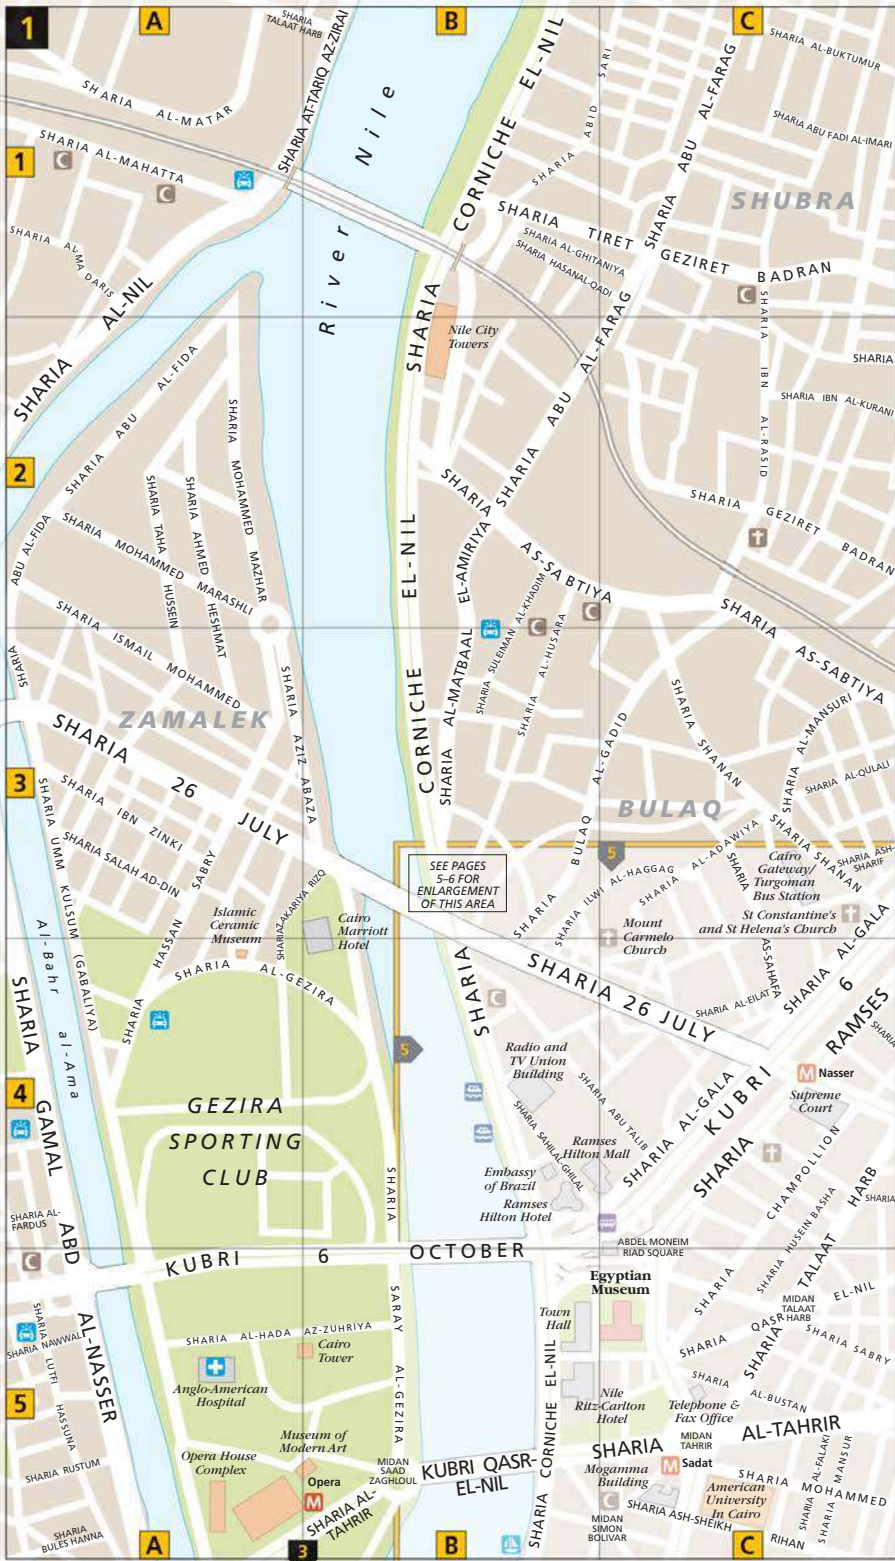 1
A
B
C
SHARIA
TALAAT HARB
SHARIA AT-TARIQ AZ-ZIRAI
SHARIA AL-MATAR
River Nile
CORNICHE EL-NIL
SHARIA ABID SARI
SHARIA ABU AL-FARAG
SHARIA AL-BUKTUMUR
SHARIA ABU FADI AL-IMARI
1
SHARIA AL-MAHATTA
SHUBRA
SHARIA TIRET GEZIRET BADRAN
SHARIA AL-GHITANIYA
SHARIA HASANAL-QADI
SHARIA AL-MA DARIS
SHARIA AL-NIL
SHARIA
Nile City
Towers
SHARIA IBN AL-RASID
SHARIA
SHARIA IBN AL-KURANI
SHARIA ABU AL-FARAG
2
SHARIA ABU AL-FIDA
SHARIA MOHAMMED MAZHAR
SHARIA TAHA HUSSEIN
SHARIA AHMED HESHMAT
SHARIA MOHAMMED MARASHLI
ABU AL-FIDA
SHARIA ISMAIL MOHAMMED
SHARIA AS-SABTIYA
SHARIA GEZIRET BADRAN
CORNICHE EL-NIL
SHARIA AL-MATBAAL EL-AMIRIYA
SHARIA SULEIMAN AL-KHADIM
SHARIA AL-HUSARA
SHARIA AS-SABTIYA
SHARIA
ZAMALEK
SHARIA AZIZ ABAZA
SHARIA 26 JULY
3
SHARIA SHANAN
SHARIA AL-MANSURI
SHARIA AL-QULALI
BULAQ
SHARIA BULAQ AL-GADID
SHARIA IBN ZINKI
SHARIA SALAH AD-DIN
SHARIA UMM KULSUM (GABALIYA)
SHARIA HASSAN SABRY
SHARIAZAKARIYA RIZQ
SEE PAGES
5–6 FOR
ENLARGEMENT
OF THIS AREA
5
SHARIA ILWI AL-HAGGAG
SHARIA AL-ADAWIYA
SHARIA SHANAN
SHARIA ASH-
SHARIF
Cairo
Gateway/
Turgoman
Bus Station
St Constantine's
and St Helena's Church
Mount
Carmelo
Church
SHARIA AS-SAHAFA
Islamic
Ceramic
Museum
Cairo
Marriott
Hotel
SHARIA AL-GEZIRA
Al-Bahr al-Ama
SHARIA GAMAL ABD AL-NASSER
SHARIA
SHARIA 26 JULY
SHARIA AL-EILAT
SHARIA AL-GALA
6
SHARIA RAMSES
SHARIA
4
5
Radio and
TV Union
Building
SHARIA ABU TALIB
SHARIA SAHILAL-GHILAL
SHARIA AL-GALA
KUBRI
Nasser
Supreme
Court
GEZIRA
SPORTING
CLUB
Ramses
Hilton Mall
Embassy
of Brazil
Ramses
Hilton Hotel
SHARIA CHAMPOLLION
SHARIA HUSEIN BASHA
SHARIA TALAAT HARB
SHARIA
SHARIA AL-
FARDUS
ABDEL MONEIM
RIAD SQUARE
KUBRI 6 OCTOBER
Egyptian
Museum
SHARIA SARAY AL-GEZIRA
Town
Hall
MIDAN
TALAAT
HARB
SHARIA QASR EL-NIL
SHARIA SABRY
SHARIA NAWWAL
SHARIA LUTFI HASSUNA
SHARIA AL-HADA AZ-ZUHRIYA
Cairo
Tower
Anglo-American
Hospital
5
SHARIA CORNICHE EL-NIL
Nile
Ritz-Carlton
Hotel
Telephone &
Fax Office
SHARIA AL-BUSTAN
Museum of
Modern Art
Opera House
Complex
Opera
MIDAN
SAAD
ZAGHLOUL
KUBRI QASR-
EL-NIL
SHARIA AL-TAHRIR
MIDAN
TAHRIR
Sadat
Mogamma
Building
American
University
In Cairo
SHARIA MOHAMMED
SHARIA AL-FALAKI
SHARIA MANSUR
SHARIA RUSTUM
SHARIA
BULES HANNA
SHARIA AL-
TAHRIR
MIDAN
SIMON
BOLIVAR
SHARIA ASH-SHEIKH RIHAN
A
3
B
C